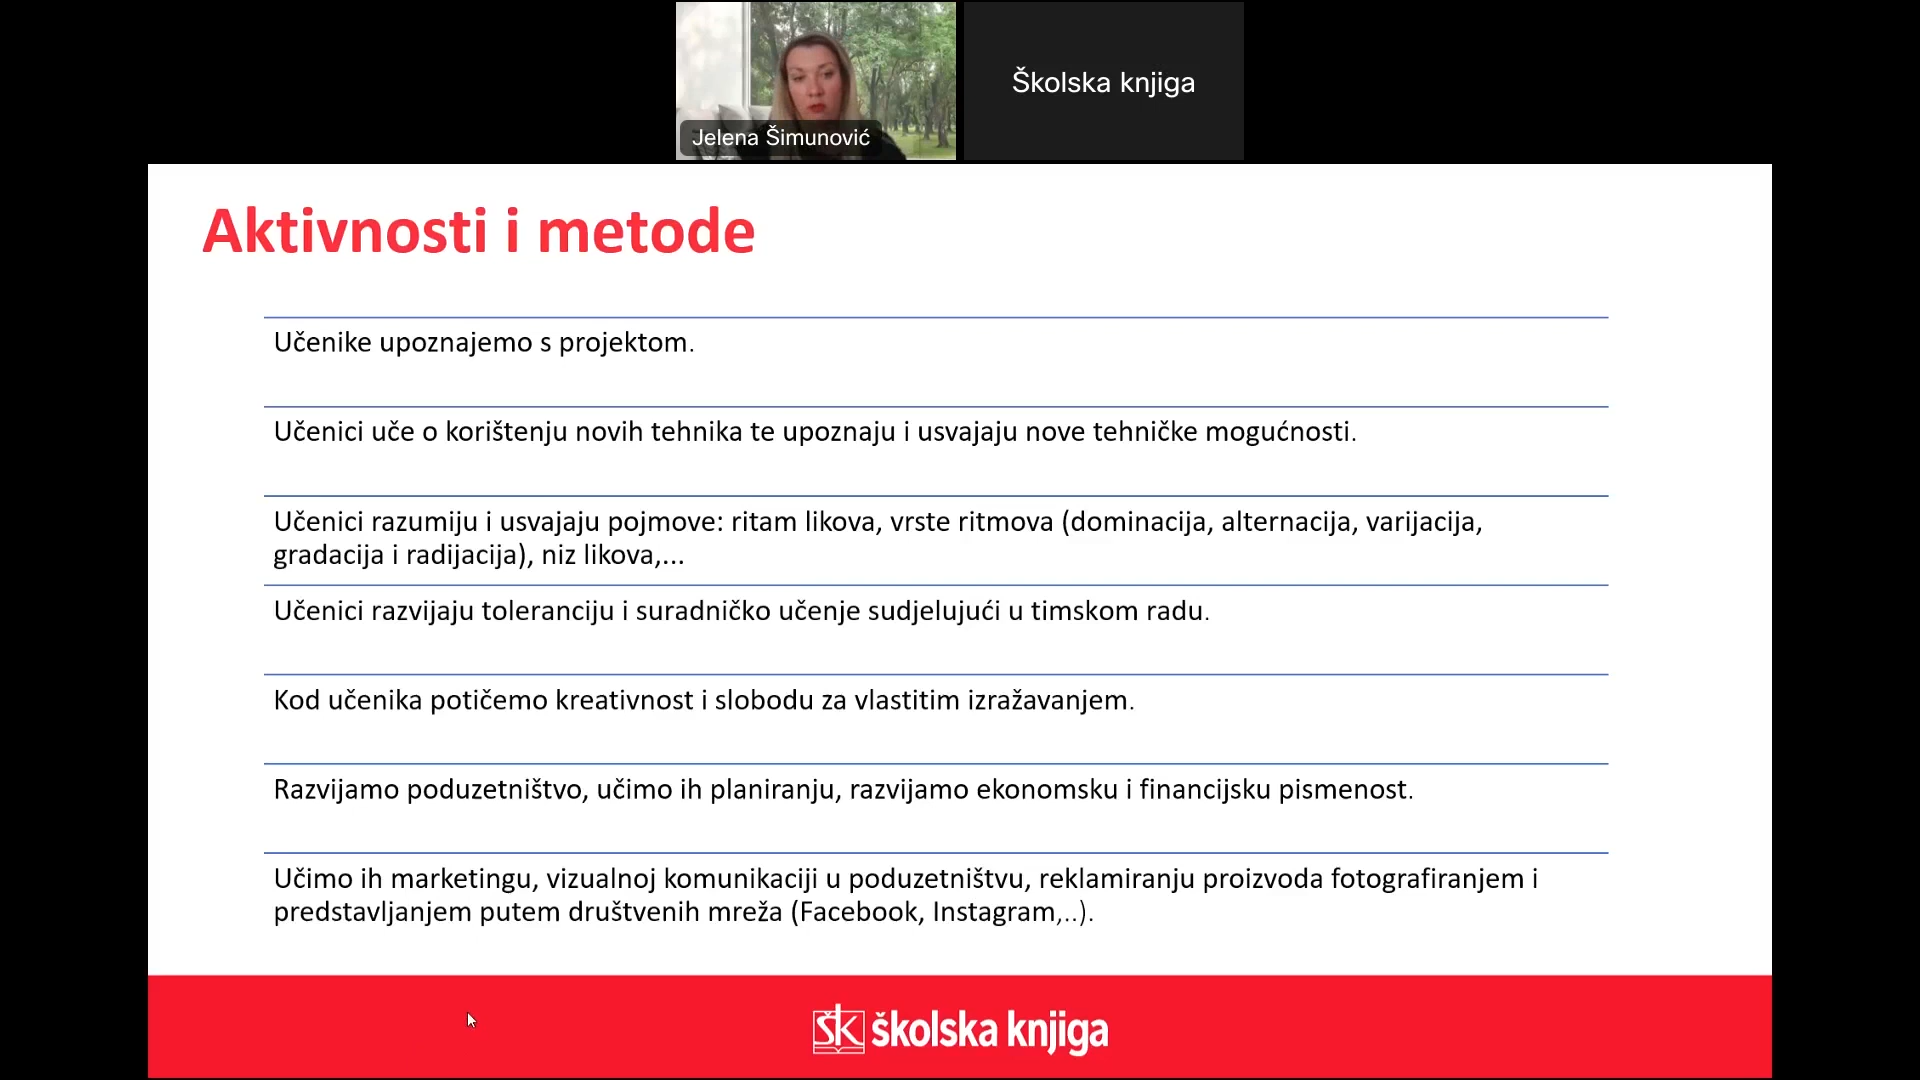 Jelena Šimunović
Školska knjiga
Aktivnosti i metode
Učenike upoznajemo s projektom.
Učenici uče o korištenju novih tehnika te upoznaju i usvajaju nove tehničke mogućnosti.
Učenici razumiju i usvajaju pojmove: ritam likova, vrste ritmova (dominacija, alternacija, varijacija,
gradacija i radijacija), niz likova,...
Učenici razvijaju toleranciju i suradničko učenje sudjelujući u timskom radu.
Kod učenika potičemo kreativnost i slobodu za vlastitim izražavanjem.
Razvijamo poduzetništvo, učimo ih planiranju, razvijamo ekonomsku i financijsku pismenost.
Učimo ih marketingu, vizualnoj komunikaciji u poduzetništvu, reklamiranju proizvoda fotografiranjem i
predstavljanjem putem društvenih mreža (Facebook, Instagram,..).
ŠK školska knjiga